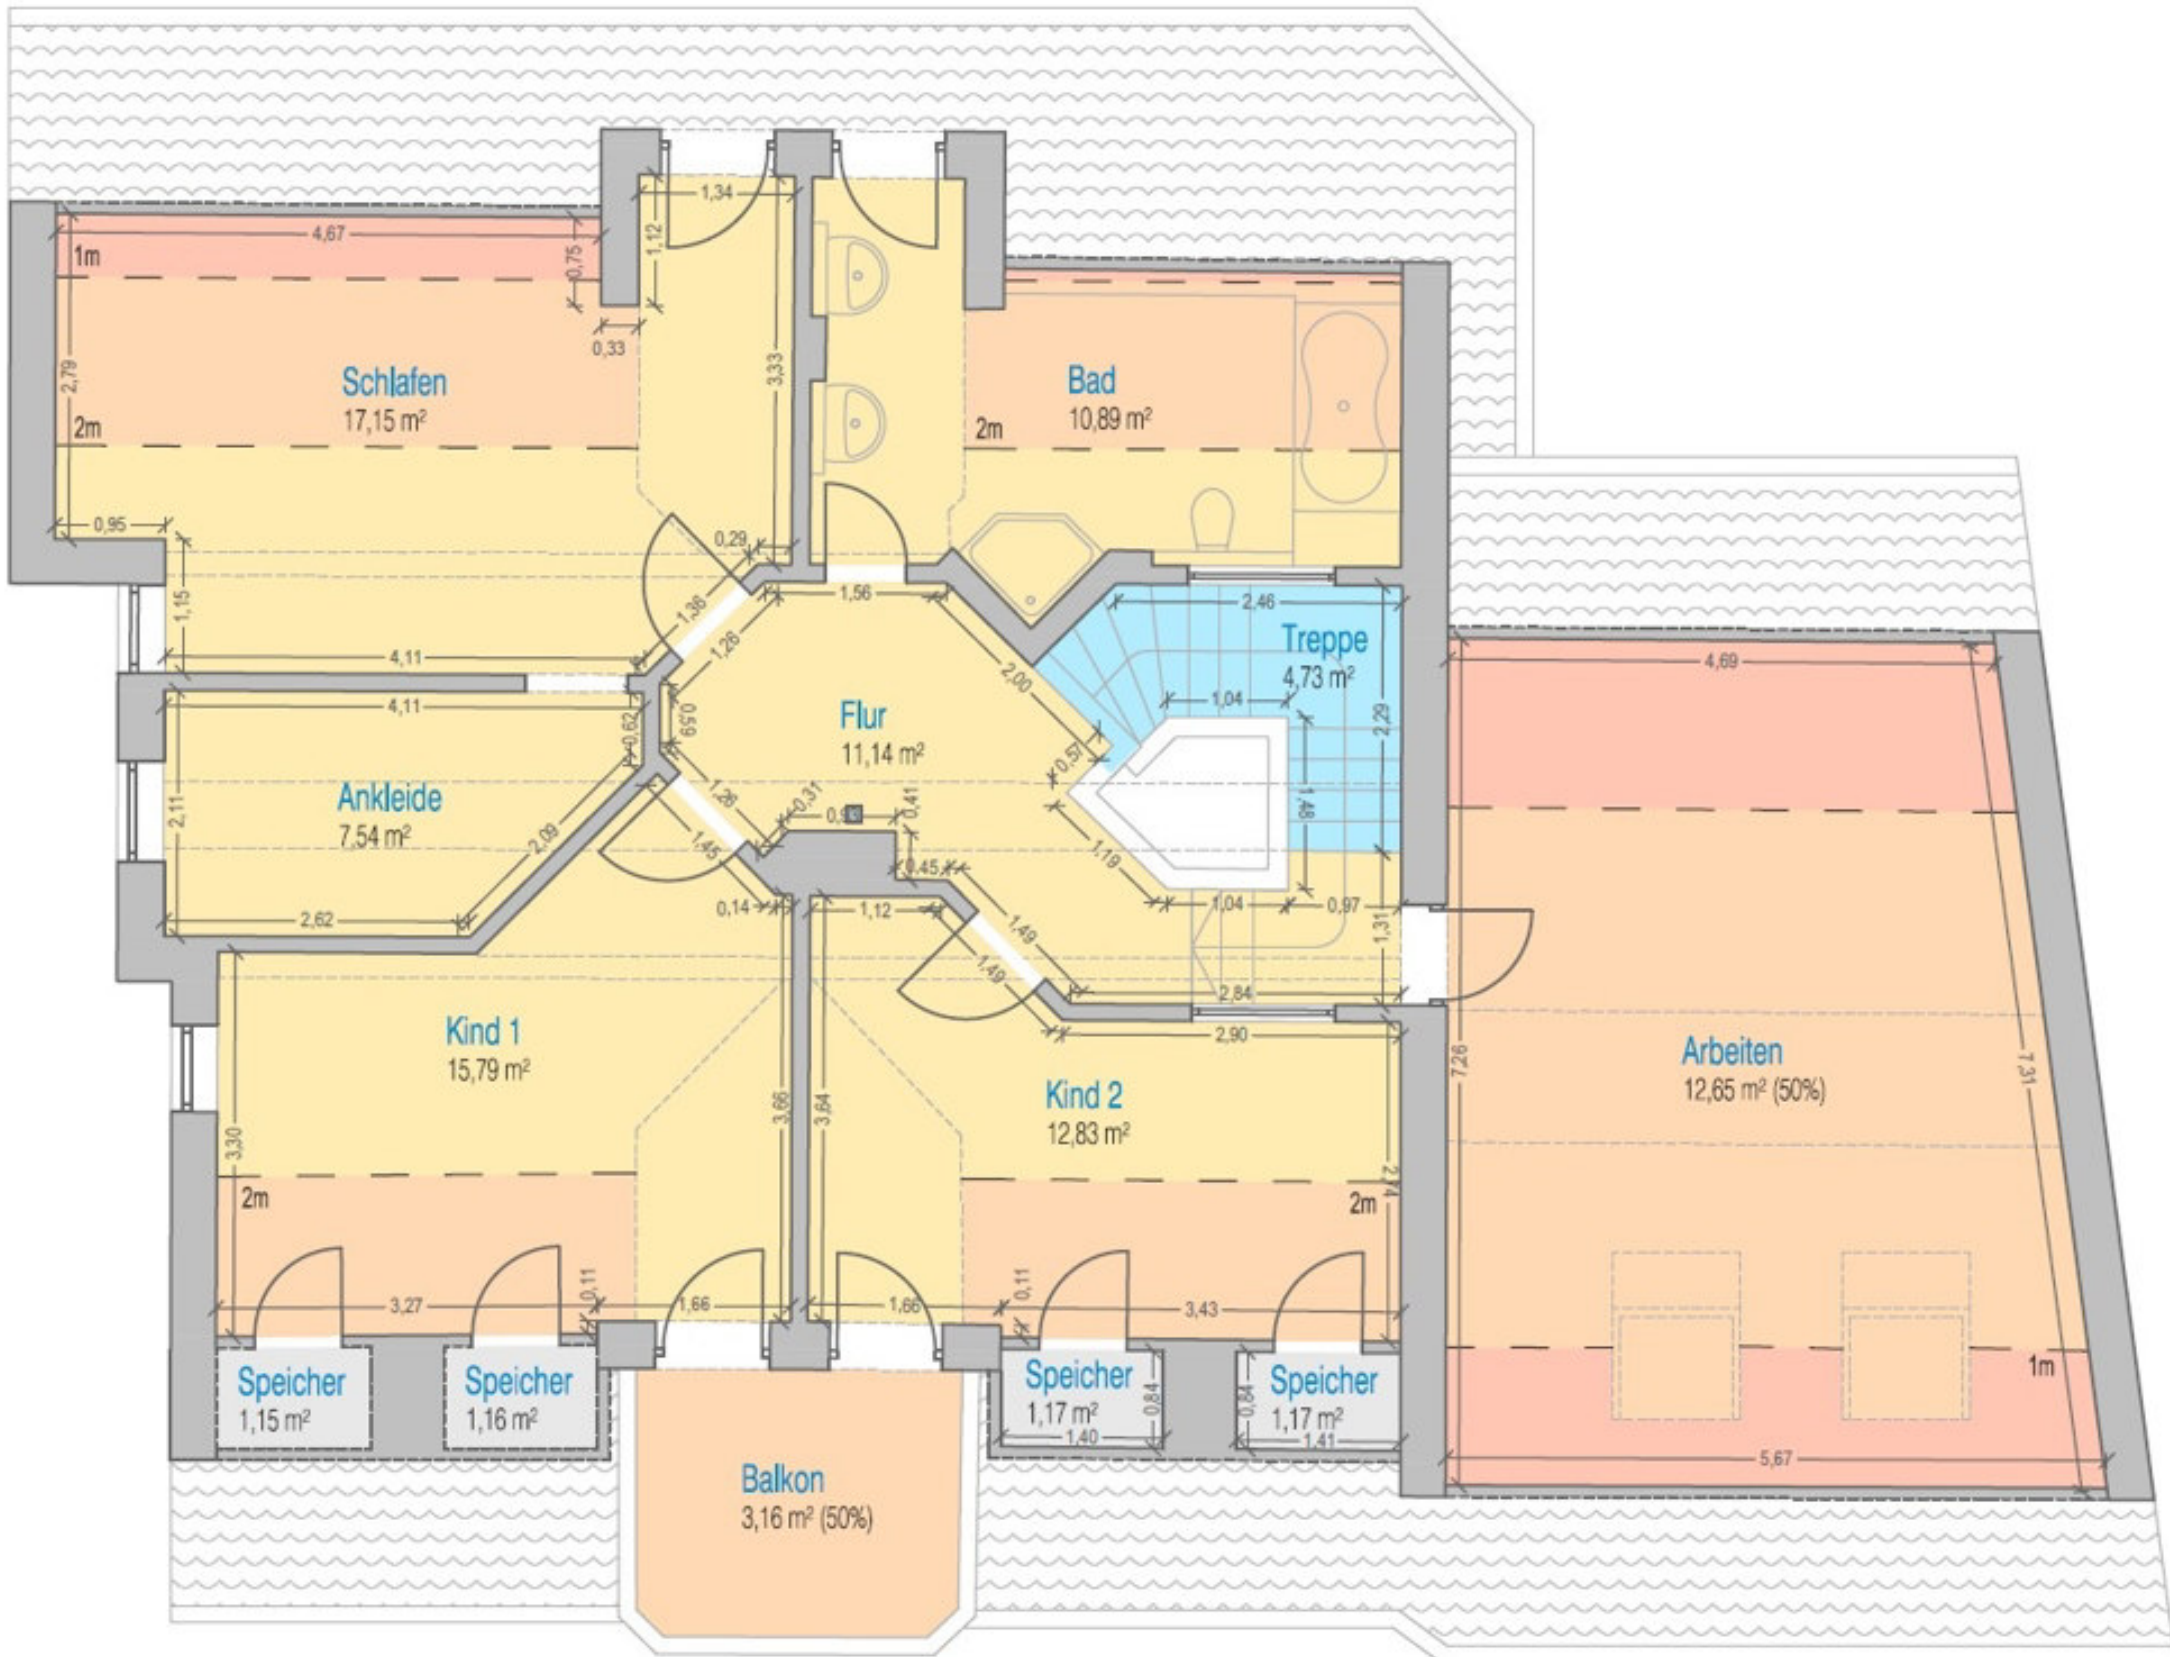 1,34
4,67
1m
0,75
1,12
0,33
3,33
2,79
Schlafen
17,15 m²
2m
Bad
10,89 m²
2m
0,95
0,29
1,15
1,36
1,26
1,56
2,46
Treppe
4,73 m²
4,11
4,11
0,59
0,62
2,00
1,04
2,29
4,69
Flur
11,14 m²
0,57
Ankleide
7,54 m²
2,11
2,09
1,26
0,31
0,41
1,48
1,45
1,19
0,45
2,62
0,14
1,12
1,04
0,97
1,31
1,49
1,49
2,84
2,90
Kind 1
15,79 m²
Kind 2
12,83 m²
3,30
3,66
3,64
7,26
Arbeiten
12,65 m² (50%)
7,31
2m
2m
0,11
0,11
3,27
1,66
1,66
3,43
1m
Speicher
1,15 m²
Speicher
1,16 m²
Speicher
1,17 m²
0,84
1,40
Speicher
1,17 m²
0,84
1,41
5,67
Balkon
3,16 m² (50%)